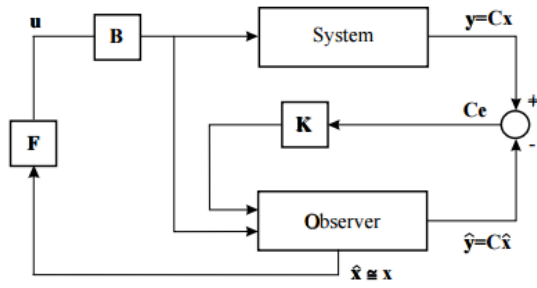 u
B
System
y=Cx
+
Ce
K
F
-
Observer
ŷ=Cx̂
x̂ ≅ x